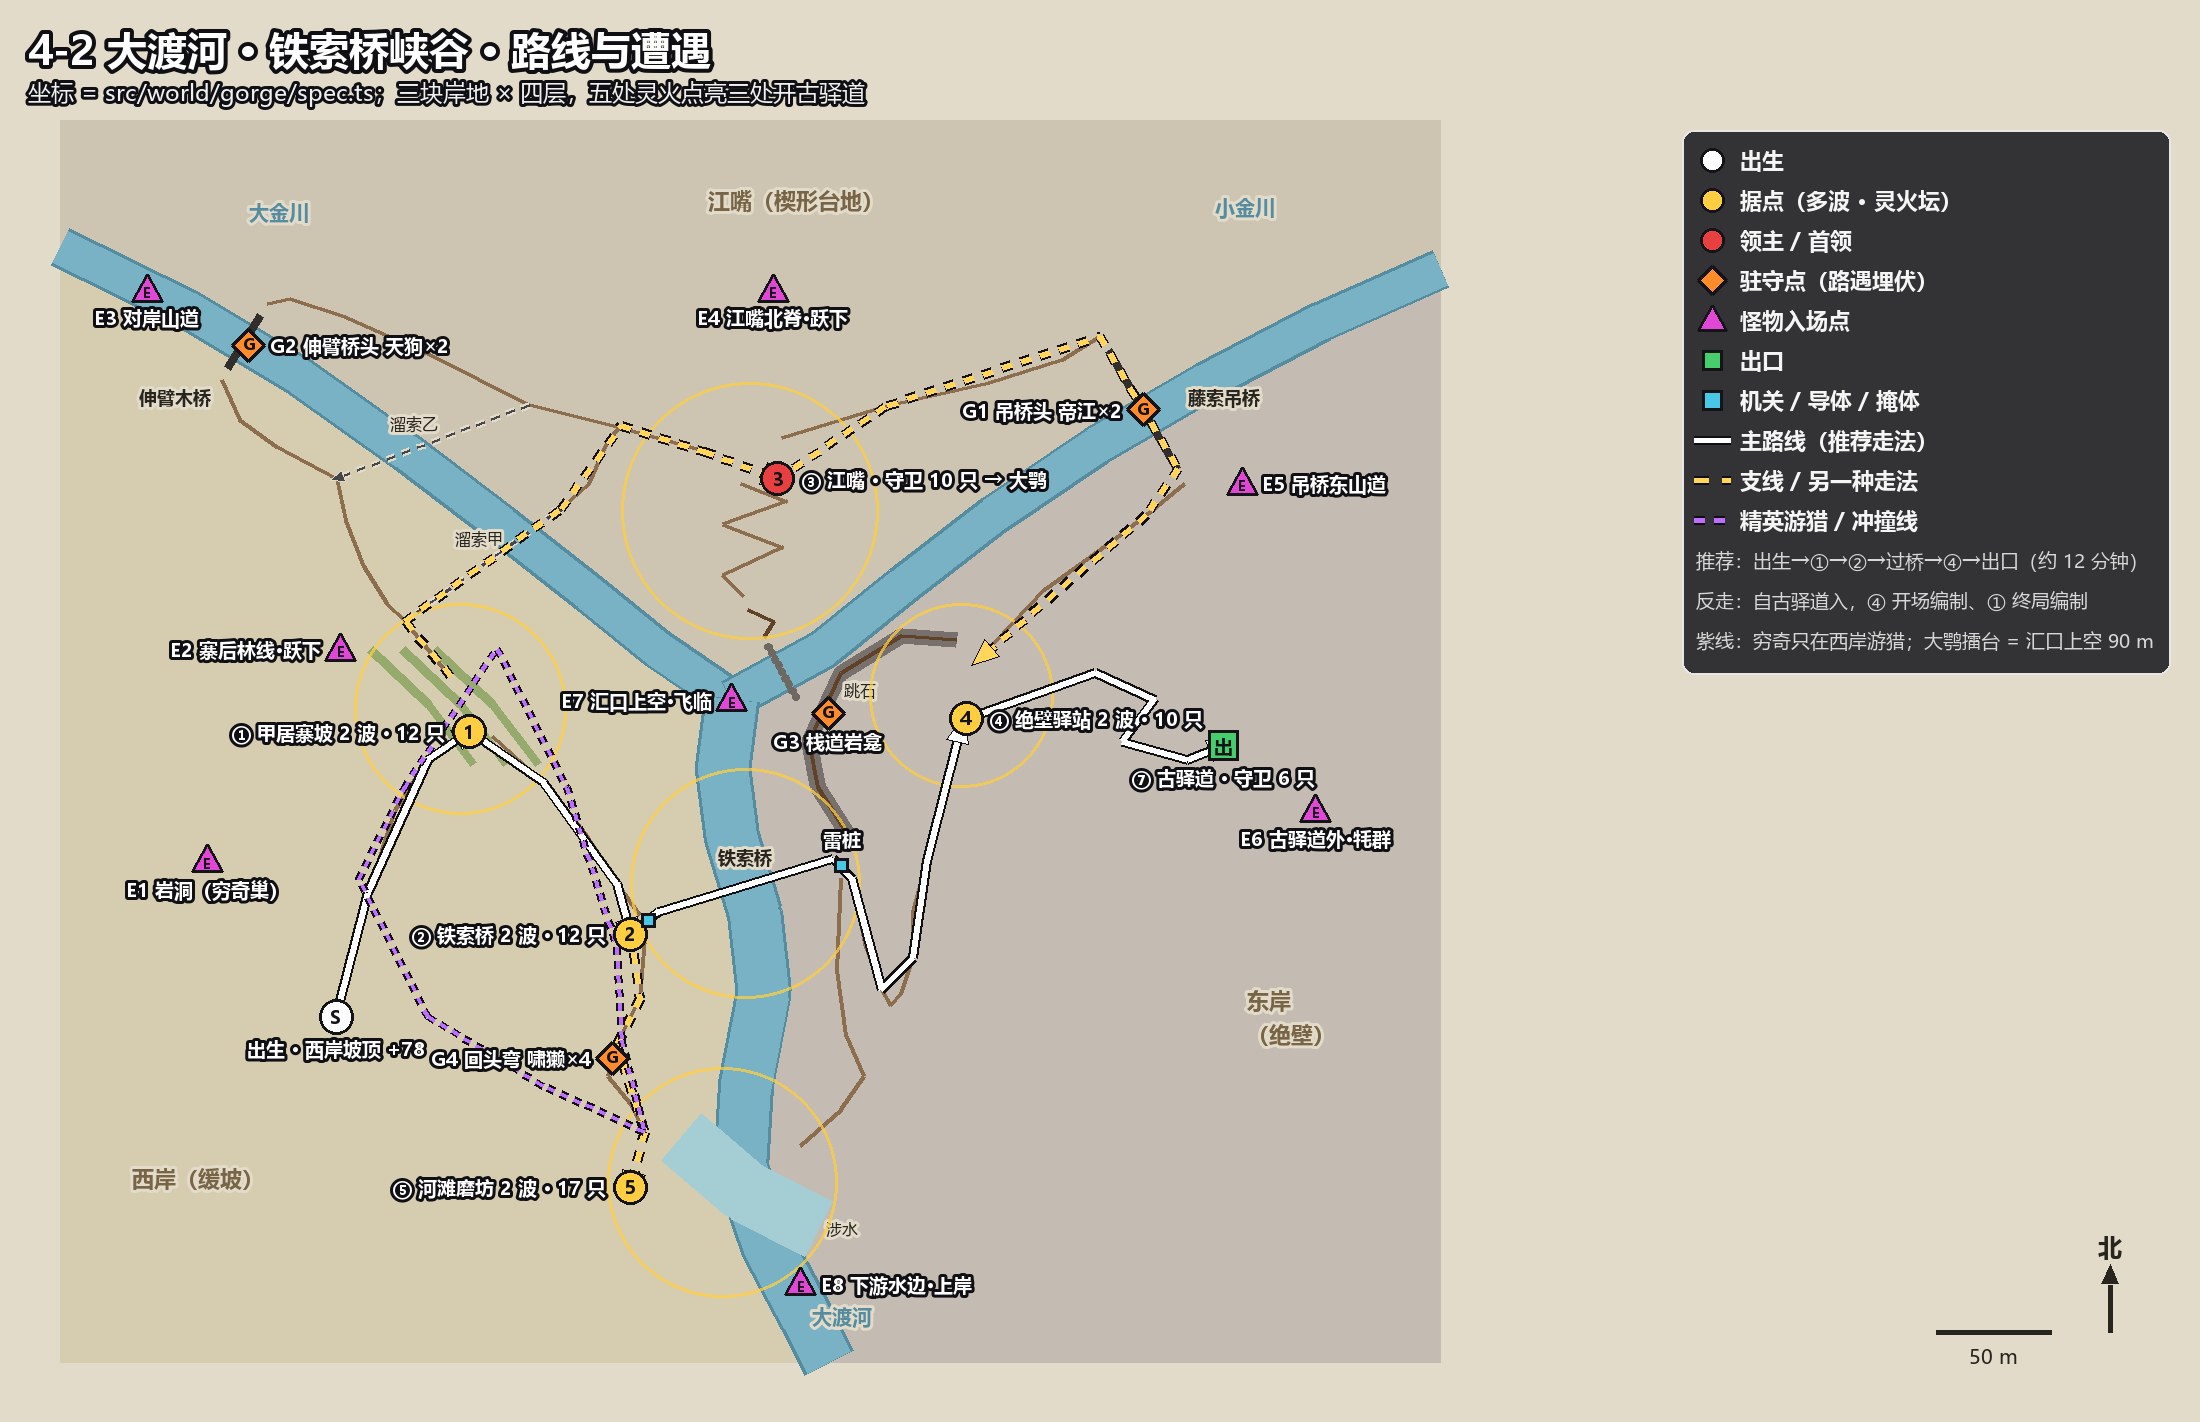 4-2 大渡河・铁索桥峡谷・路线与遭遇
坐标 = src/world/gorge/spec.ts；三块岸地 × 四层，五处灵火点亮三处开古驿道
大金川
江嘴（楔形台地）
小金川
E
E3 对岸山道
E
E4 江嘴北脊·跃下
G
G2 伸臂桥头 天狗×2
伸臂木桥
溜索乙
G1 吊桥头 帝江×2
G
藤索吊桥
3
③ 江嘴・守卫 10 只 → 大鹗
E
E5 吊桥东山道
溜索甲
E2 寨后林线·跃下
E
E7 汇口上空·飞临
E
跳石
G
G3 栈道岩龛
① 甲居寨坡 2 波・12 只
1
4
④ 绝壁驿站 2 波・10 只
出
⑦ 古驿道・守卫 6 只
E
E6 古驿道外·牦群
E
E1 岩洞（穷奇巢）
铁索桥
雷桩
② 铁索桥 2 波・12 只
2
S
出生・西岸坡顶 +78
G4 回头弯 啸獭×4
G
东岸
（绝壁）
西岸（缓坡）
⑤ 河滩磨坊 2 波・17 只
5
涉水
E
E8 下游水边·上岸
大渡河
出生
据点（多波・灵火坛）
领主 / 首领
驻守点（路遇埋伏）
怪物入场点
出口
机关 / 导体 / 掩体
主路线（推荐走法）
支线 / 另一种走法
精英游猎 / 冲撞线
推荐：出生→①→②→过桥→④→出口（约 12 分钟）
反走：自古驿道入，④ 开场编制、① 终局编制
紫线：穷奇只在西岸游猎；大鹗擂台 = 汇口上空 90 m
北
50 m